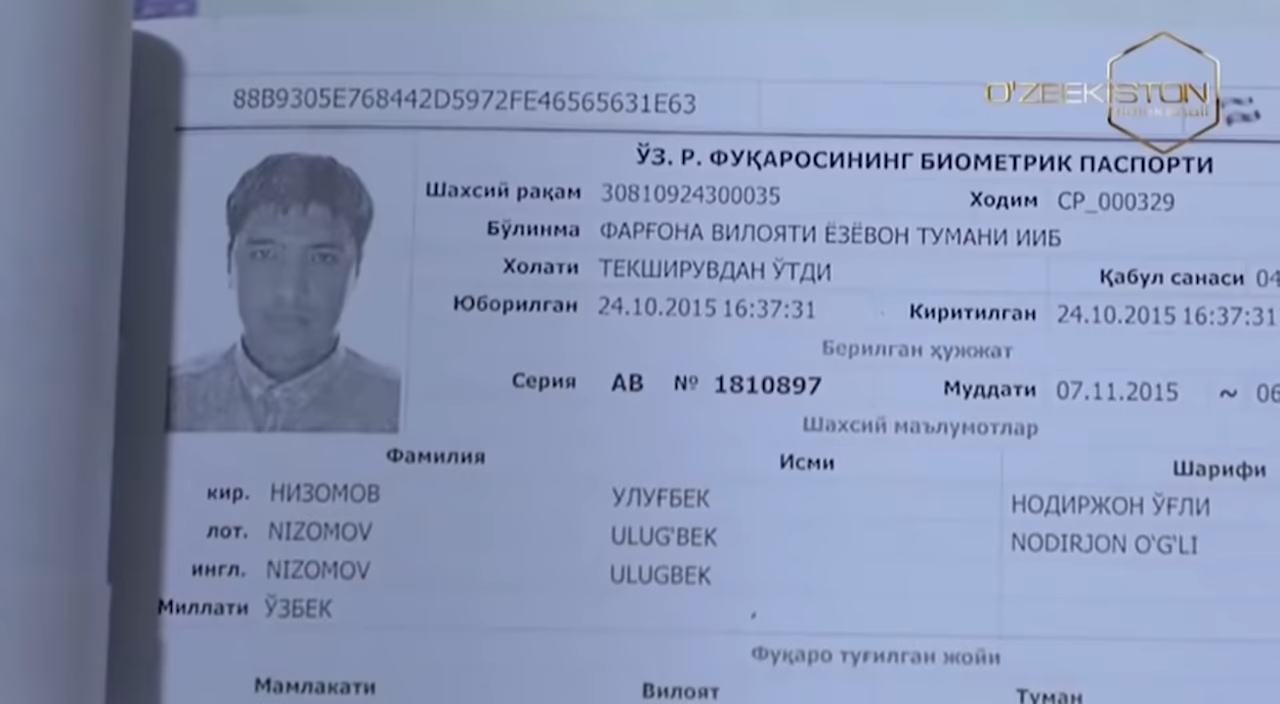 88B9305E768442D5972FE46565631E63
O'ZBEKISTON
ЎЗ. Р. ФУҚАРОСИНИНГ БИОМЕТРИК ПАСПОРТИ
Шахсий рақам 30810924300035 Ходим CP_000329
Бўлинма ФАРҒОНА ВИЛОЯТИ ЁЗЁВОН ТУМАНИ ИИБ
Холати ТЕКШИРУВДАН ЎТДИ Қабул санаси 04
Юборилган 24.10.2015 16:37:31 Киритилган 24.10.2015 16:37:31
Берилган ҳужжат
Серия АВ № 1810897 Муддати 07.11.2015 ~ 06
Шахсий маълумотлар
Фамилия Исми Шарифи
кир. НИЗОМОВ УЛУҒБЕК НОДИРЖОН ЎҒЛИ
лот. NIZOMOV ULUG'BEK NODIRJON O'G'LI
ингл. NIZOMOV ULUGBEK
Миллати ЎЗБЕК
Фуқаро туғилган жойи
Мамлакати Вилоят Туман